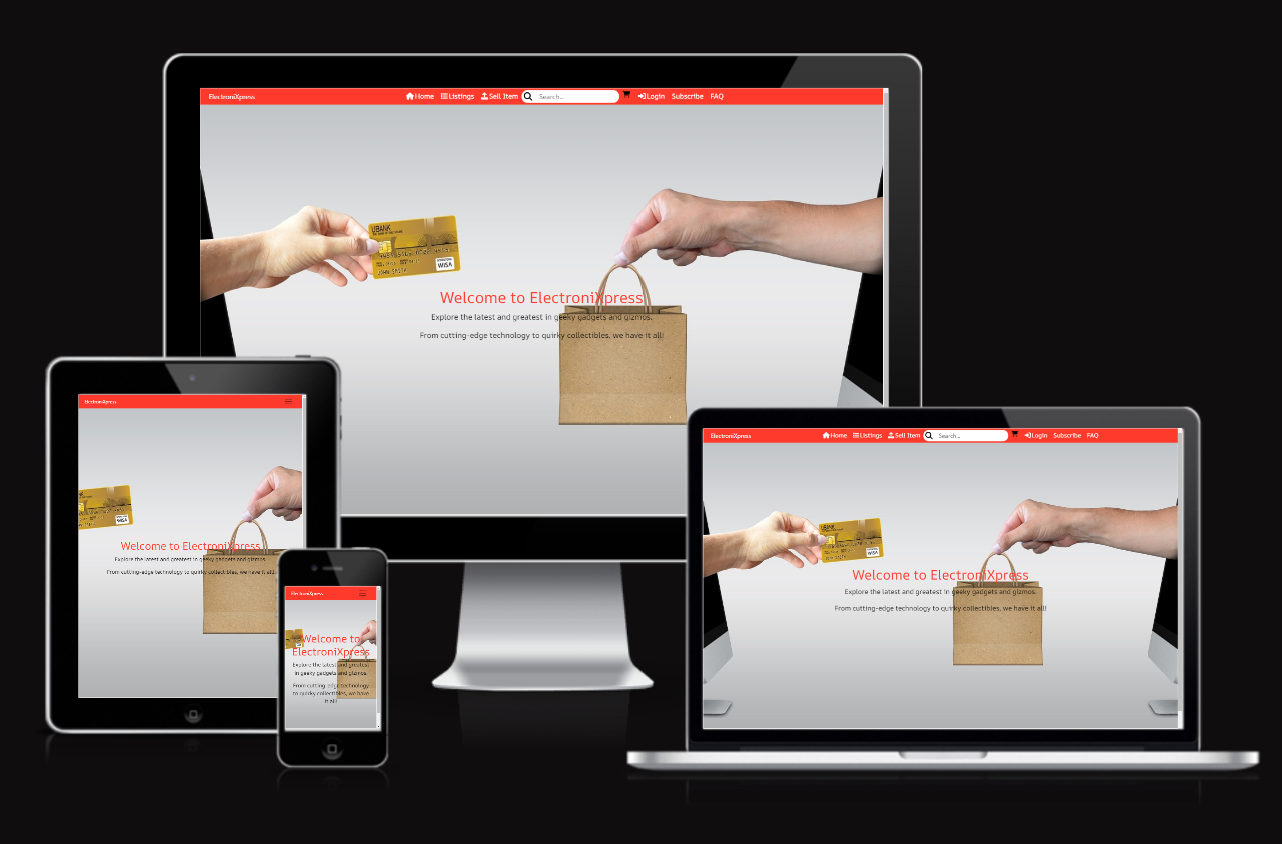 ElectroniXpress Home Listings Sell Item Search... Login Subscribe FAQ
UBANK
WISA
JOHN SMITH
Welcome to ElectroniXpress
Explore the latest and greatest in geeky gadgets and gizmos.
From cutting-edge technology to quirky collectibles, we have it all!
ElectroniXpress
WISA
Welcome to ElectroniXpress
Explore the latest and greatest in geeky gadgets and gizmos.
From cutting-edge technology to quirky collectibles, we have it all!
ElectroniXpress
Welcome to
ElectroniXpress
Explore the latest and greatest
in geeky gadgets and gizmos.
From cutting-edge technology
to quirky collectibles, we have
it all!
ElectroniXpress Home Listings Sell Item Search... Login Subscribe FAQ
UBANK
WISA
Welcome to ElectroniXpress
Explore the latest and greatest in geeky gadgets and gizmos.
From cutting-edge technology to quirky collectibles, we have it all!